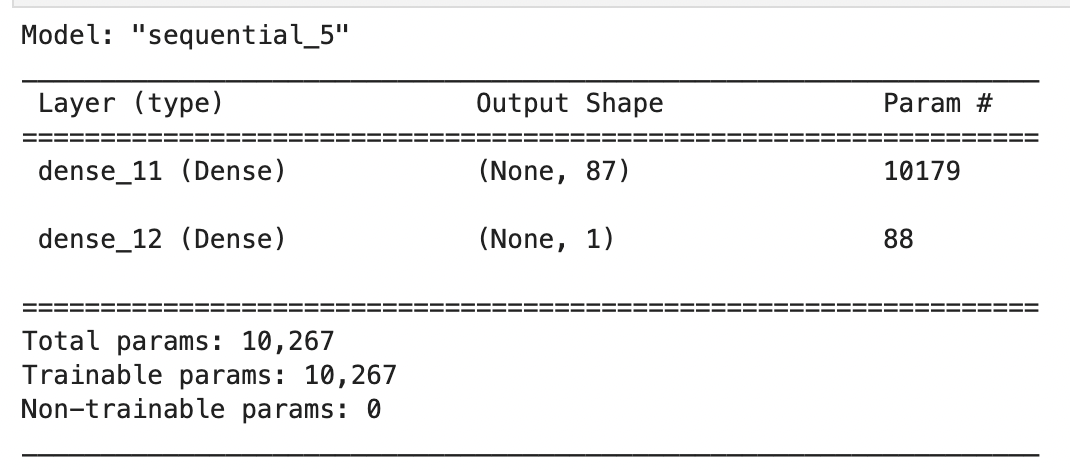 Model: "sequential_5"
Layer (type) Output Shape Param #
dense_11 (Dense) (None, 87) 10179
dense_12 (Dense) (None, 1) 88
Total params: 10,267
Trainable params: 10,267
Non-trainable params: 0